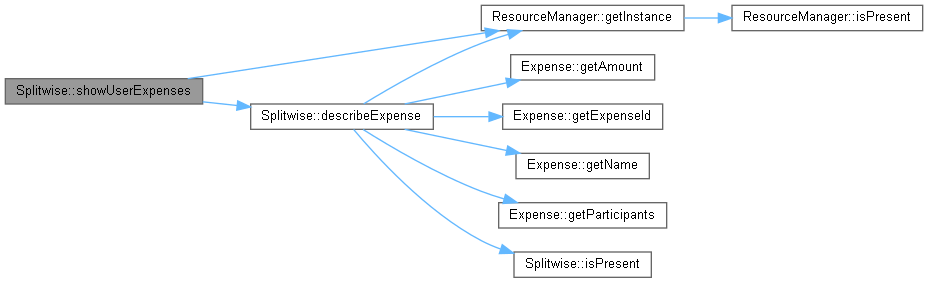 Splitwise::showUserExpenses
ResourceManager::getInstance
ResourceManager::isPresent
Splitwise::describeExpense
Expense::getAmount
Expense::getExpenseId
Expense::getName
Expense::getParticipants
Splitwise::isPresent